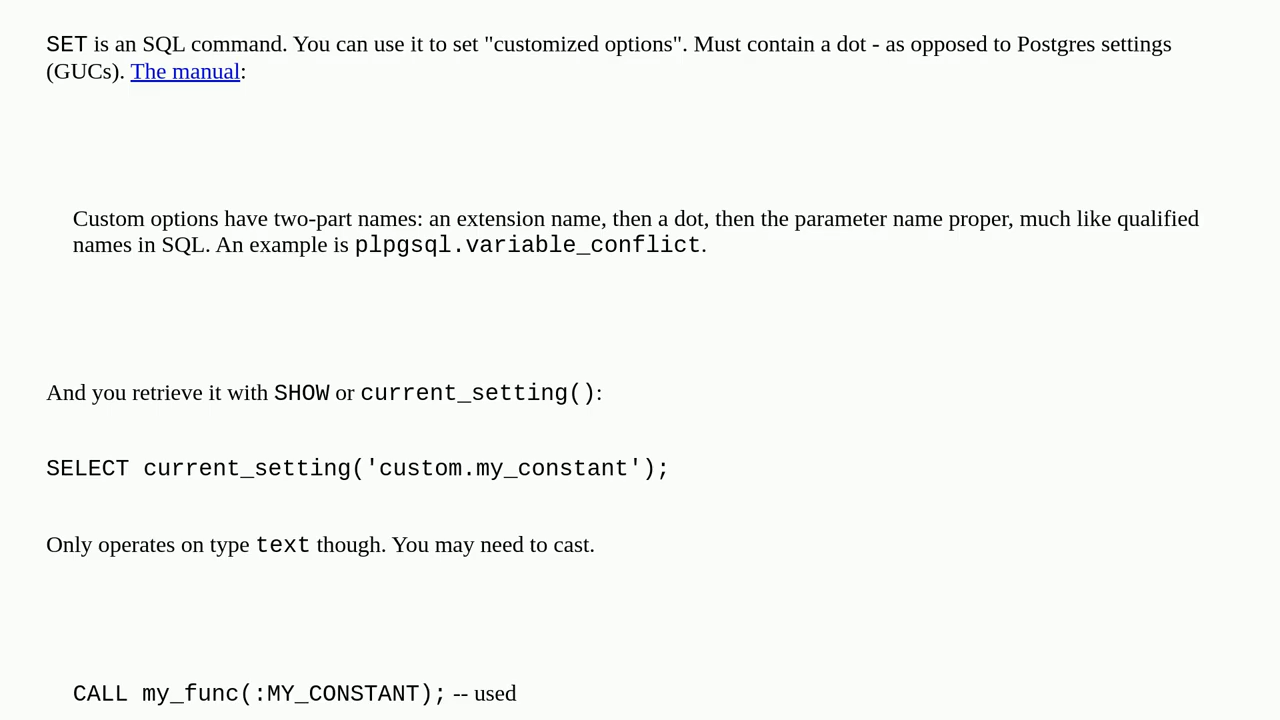 SET is an SQL command. You can use it to set "customized options". Must contain a dot - as opposed to Postgres settings
(GUCs). The manual:
Custom options have two-part names: an extension name, then a dot, then the parameter name proper, much like qualified
names in SQL. An example is plpgsql.variable_conflict.
And you retrieve it with SHOW or current_setting():
SELECT current_setting('custom.my_constant');
Only operates on type text though. You may need to cast.
CALL my_func(:MY_CONSTANT); -- used